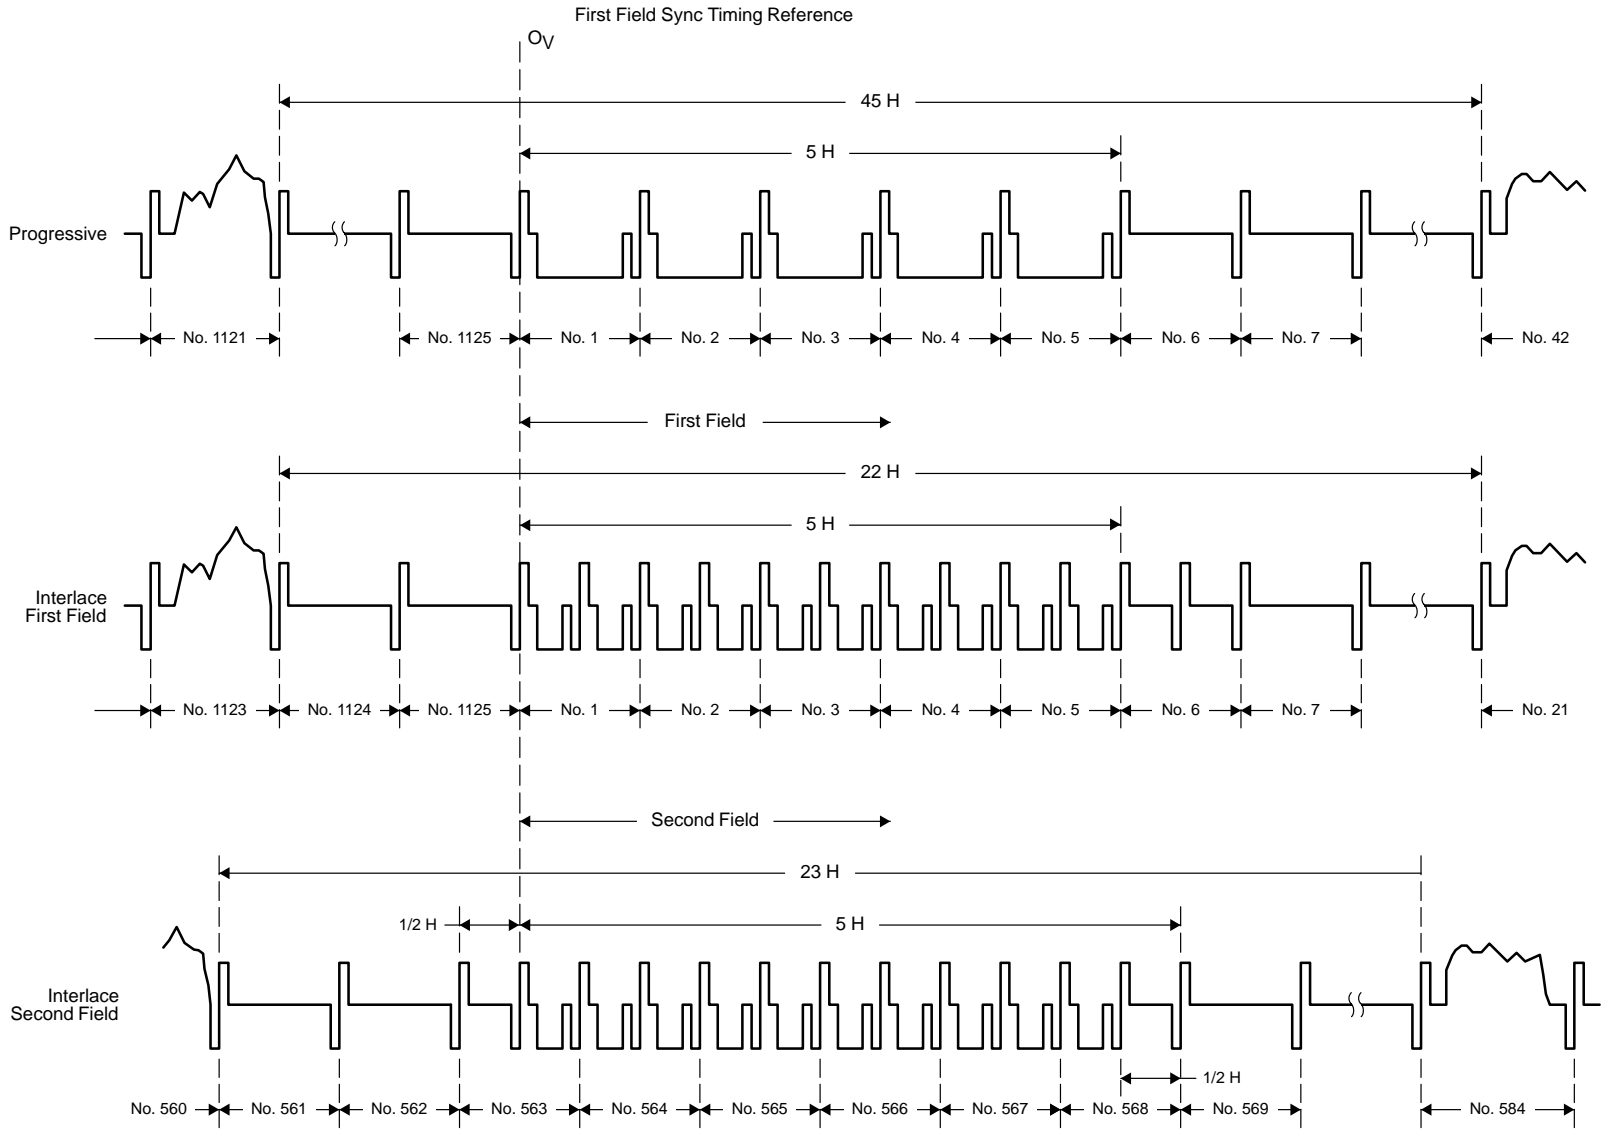 First Field Sync Timing Reference
OV
45 H
5 H
Progressive
No. 1121
No. 1125
No. 1
No. 2
No. 3
No. 4
No. 5
No. 6
No. 7
No. 42
First Field
22 H
5 H
Interlace
First Field
No. 1123
No. 1124
No. 1125
No. 1
No. 2
No. 3
No. 4
No. 5
No. 6
No. 7
No. 21
Second Field
23 H
1/2 H
5 H
Interlace
Second Field
1/2 H
No. 560
No. 561
No. 562
No. 563
No. 564
No. 565
No. 566
No. 567
No. 568
No. 569
No. 584